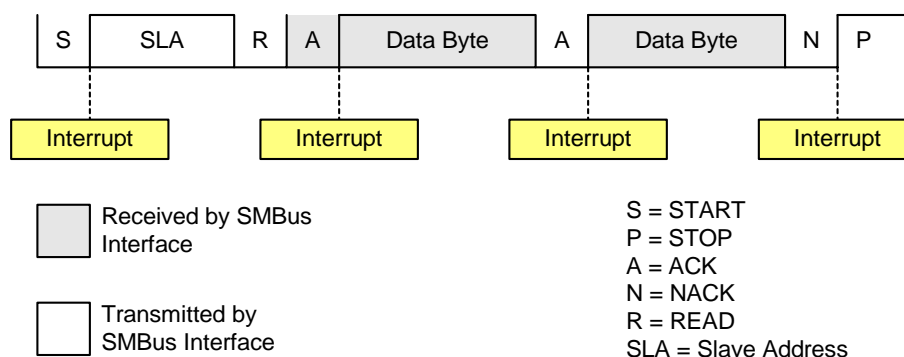 S SLA R A Data Byte A Data Byte N P
Interrupt Interrupt Interrupt Interrupt
Received by SMBus
Interface
Transmitted by
SMBus Interface
S = START
P = STOP
A = ACK
N = NACK
R = READ
SLA = Slave Address